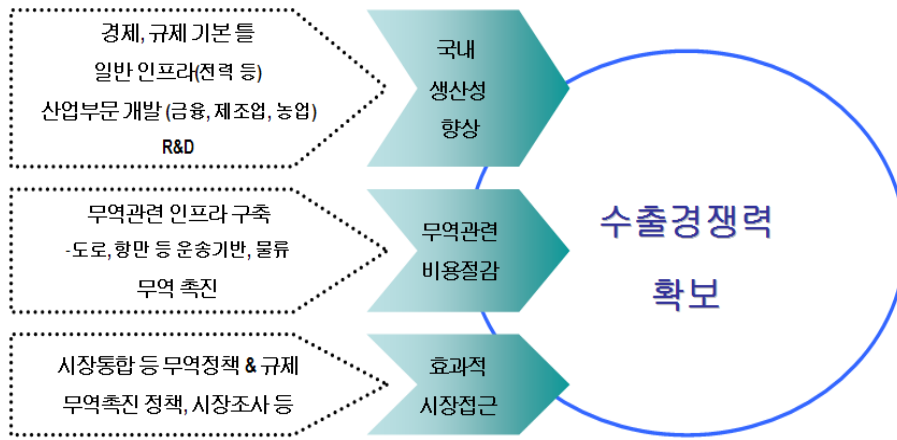 경제, 규제 기본 틀
일반 인프라(전력 등)
산업부문 개발 (금융, 제조업, 농업)
R&D
국내
생산성
향상
무역관련 인프라 구축
-도로, 항만 등 운송기반, 물류
무역 촉진
무역관련
비용절감
시장통합 등 무역정책 & 규제
무역촉진 정책, 시장조사 등
효과적
시장접근
수출경쟁력
확보